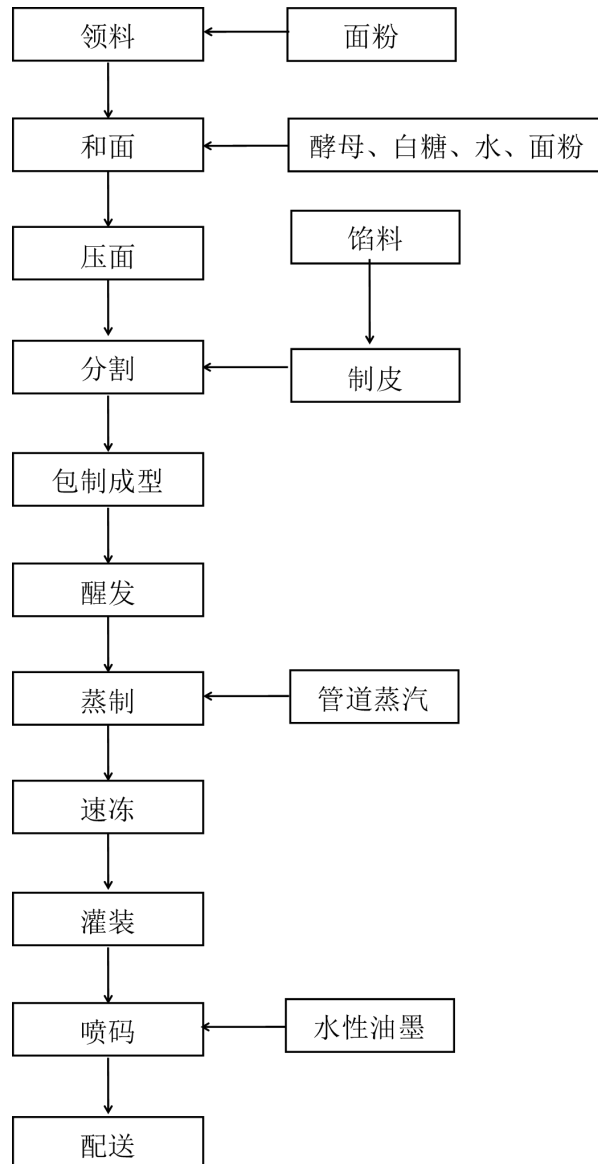 领料
面粉
和面
酵母、白糖、水、面粉
压面
馅料
分割
制皮
包制成型
醒发
蒸制
管道蒸汽
速冻
灌装
喷码
水性油墨
配送